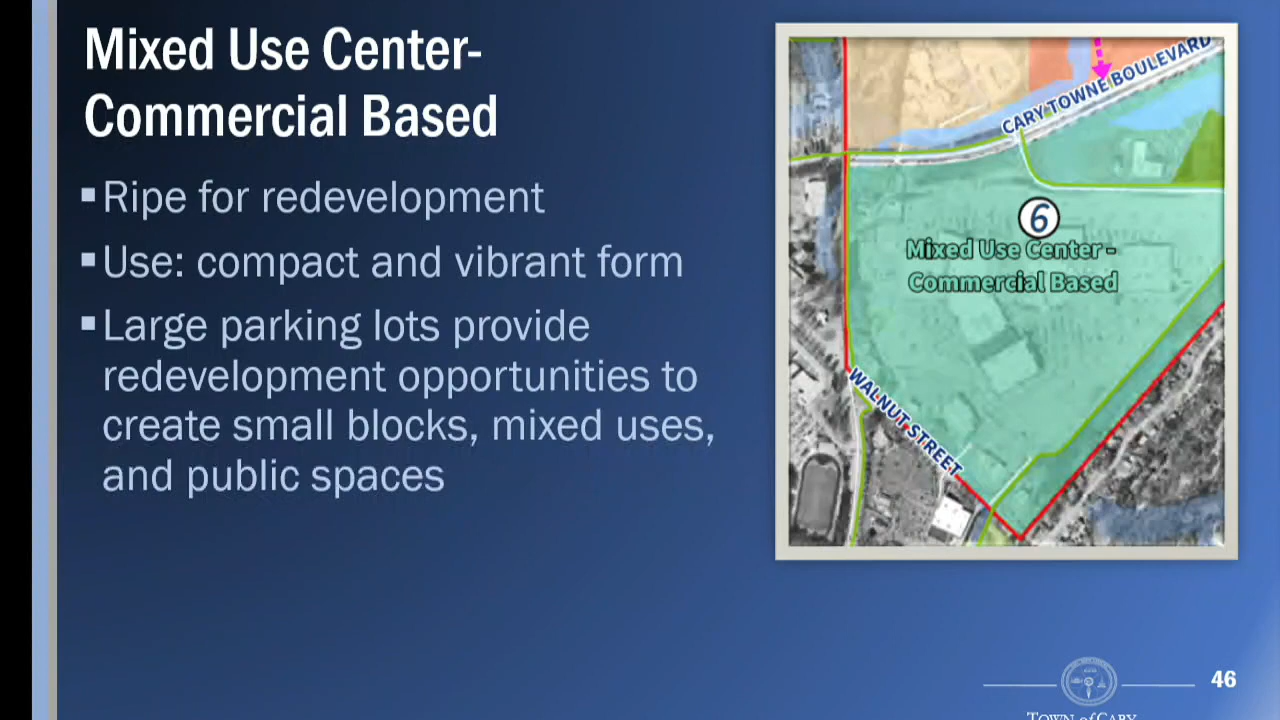 Mixed Use Center-
Commercial Based
▪Ripe for redevelopment
▪Use: compact and vibrant form
▪Large parking lots provide
redevelopment opportunities to
create small blocks, mixed uses,
and public spaces
CARY TOWNE BOULEVARD
6
Mixed Use Center -
Commercial Based
WALNUT STREET
46
TOWN of CARY